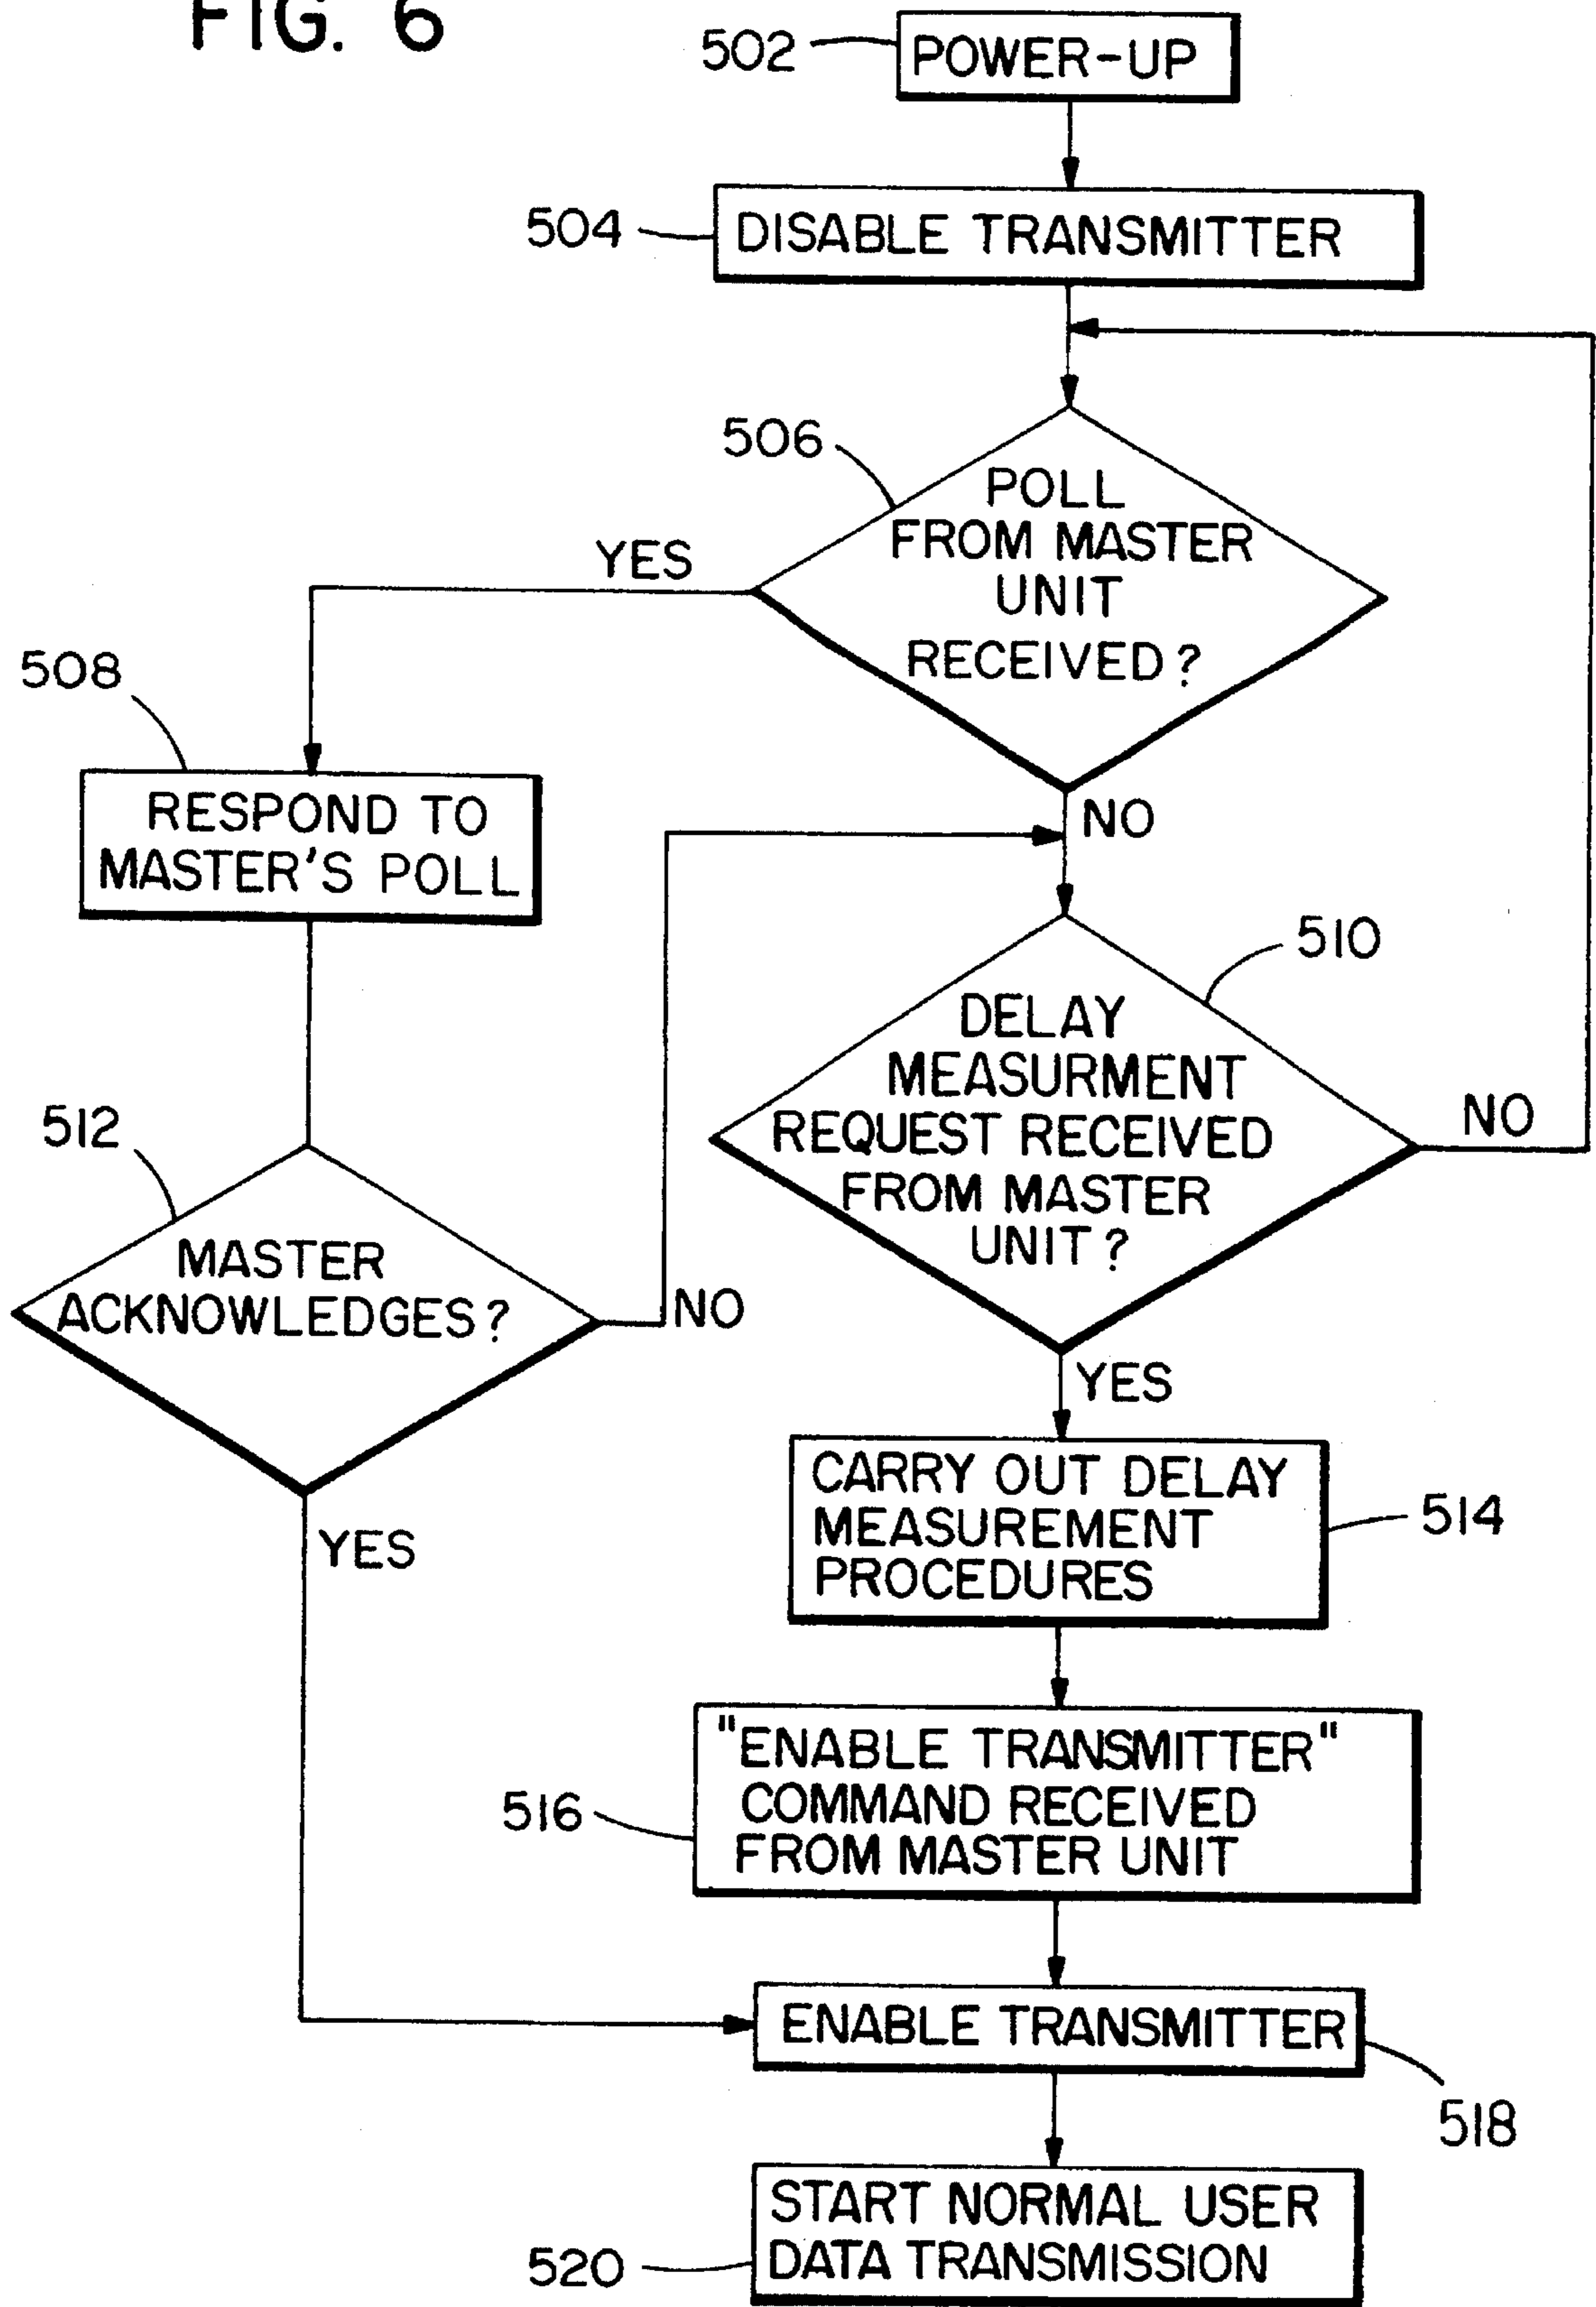 FIG. 6
502
POWER-UP
504
DISABLE TRANSMITTER
506
POLL
FROM MASTER
UNIT
RECEIVED?
YES
NO
508
RESPOND TO
MASTER'S POLL
510
DELAY
MEASURMENT
REQUEST RECEIVED
FROM MASTER
UNIT?
NO
YES
512
MASTER
ACKNOWLEDGES?
NO
YES
CARRY OUT DELAY
MEASUREMENT
PROCEDURES
514
"ENABLE TRANSMITTER"
COMMAND RECEIVED
FROM MASTER UNIT
516
ENABLE TRANSMITTER
518
START NORMAL USER
DATA TRANSMISSION
520